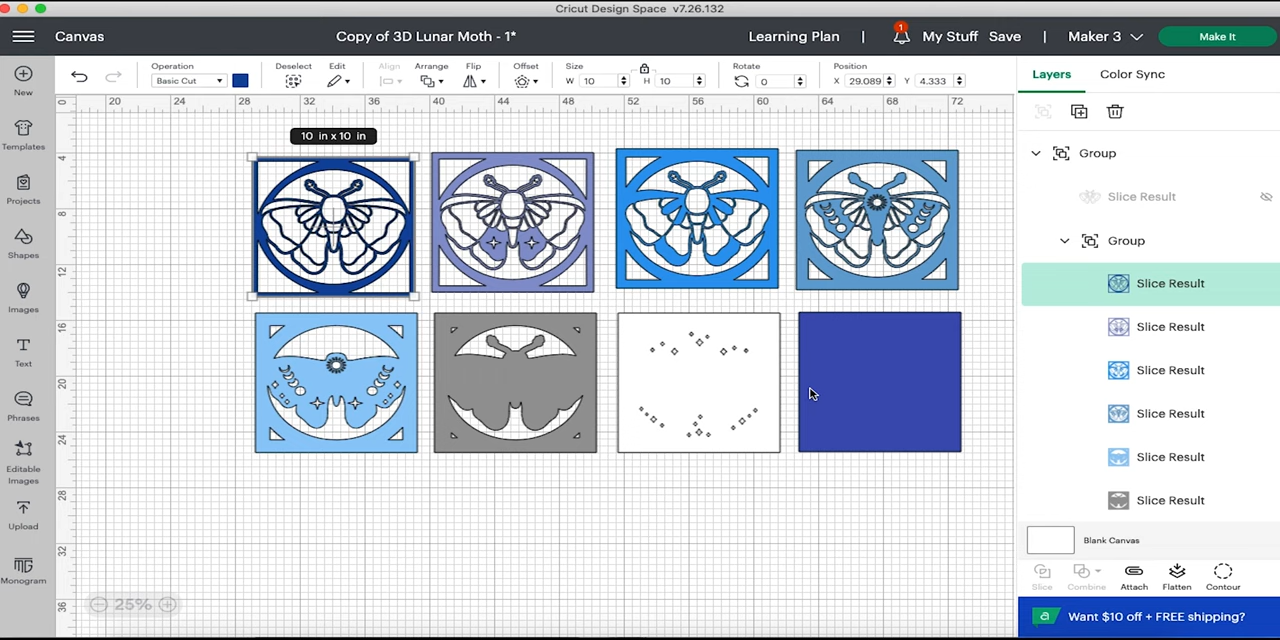 Cricut Design Space v7.26.132
Canvas
Copy of 3D Lunar Moth - 1*
Learning Plan | 1 My Stuff Save | Maker 3 Make It
Operation
Basic Cut
Deselect
Edit
Align
Arrange
Flip
Offset
Size
W 10 H 10
Rotate
0
Position
X 29.089 Y 4.333
Layers
Color Sync
New
Templates
Projects
Shapes
Images
Text
Phrases
Editable
Images
Upload
Monogram
0 20 24 28 32 36 40 44 48 52 56 60 64 68 72
4
8
12
16
20
24
28
32
36
10 in x 10 in
25%
Group
Slice Result
Group
Slice Result
Slice Result
Slice Result
Slice Result
Slice Result
Slice Result
Blank Canvas
Slice Combine Attach Flatten Contour
a Want $10 off + FREE shipping?